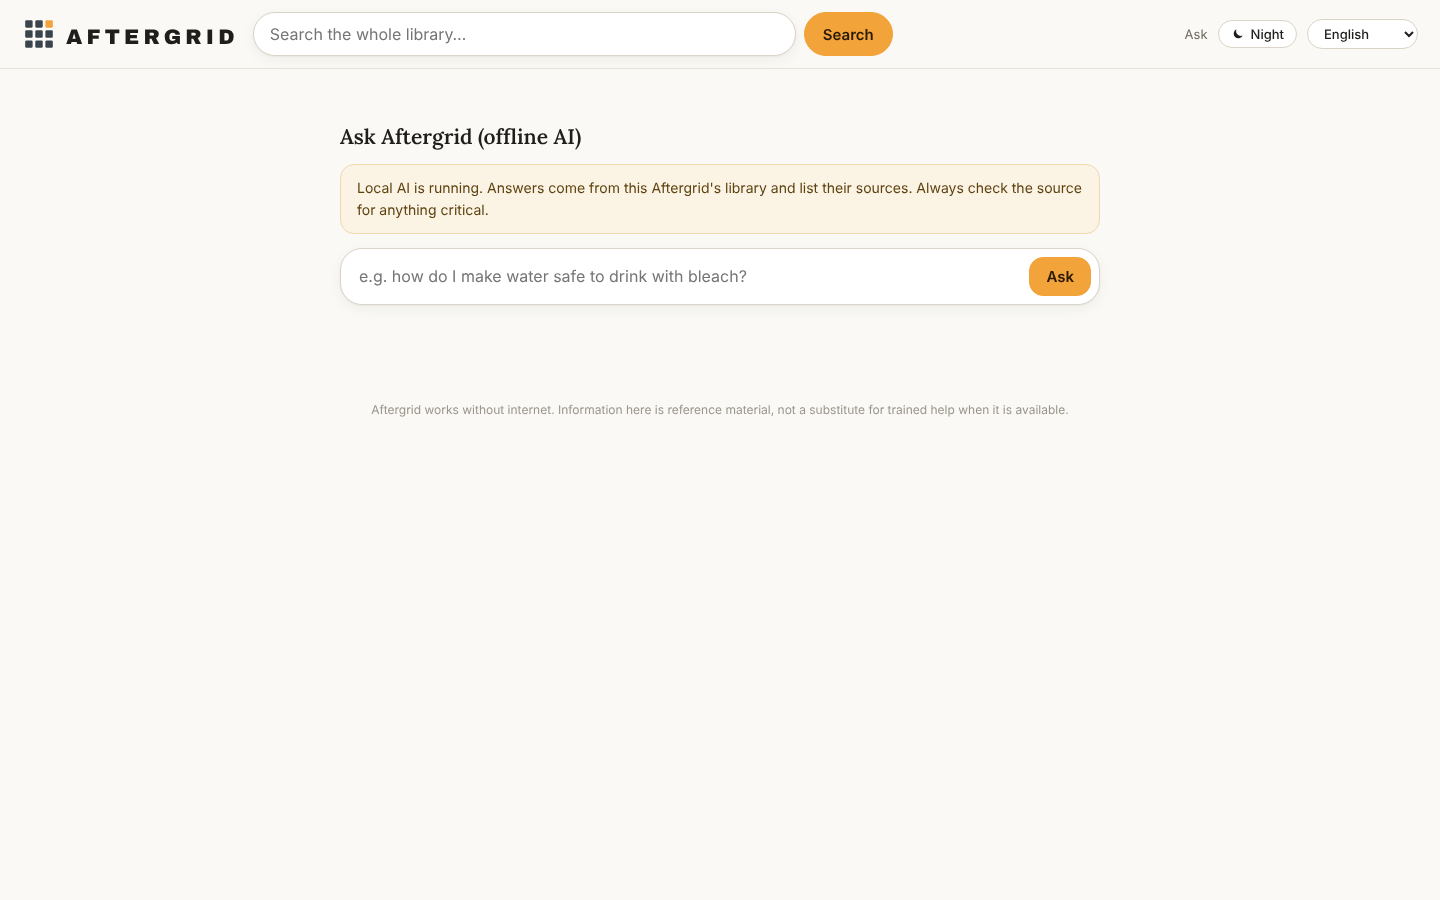 AFTERGRID
Search the whole library...
Search
Ask
Night
English
Ask Aftergrid (offline AI)
Local AI is running. Answers come from this Aftergrid's library and list their sources. Always check the source
for anything critical.
e.g. how do I make water safe to drink with bleach?
Ask
Aftergrid works without internet. Information here is reference material, not a substitute for trained help when it is available.